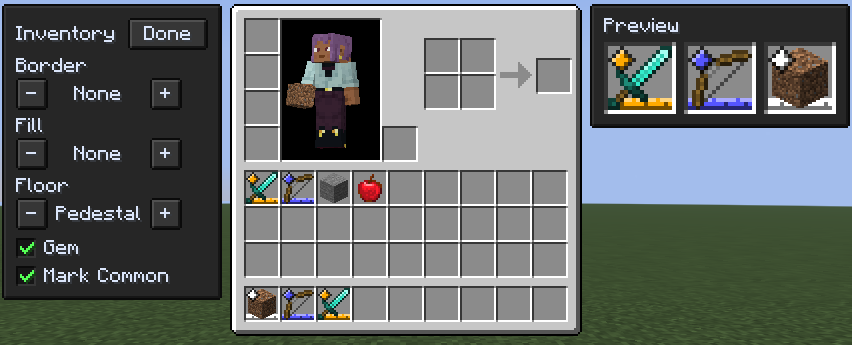 Inventory Done
Border
− None +
Fill
− None +
Floor
− Pedestal +
Gem
Mark Common
Preview